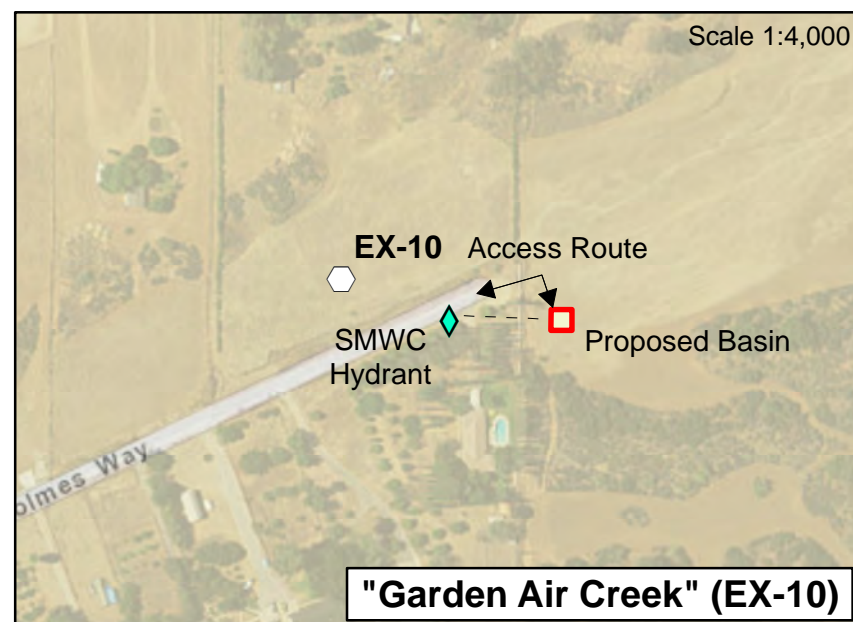 Scale 1:4,000
EX-10 Access Route
SMWC
Hydrant
Proposed Basin
olmes Way
"Garden Air Creek" (EX-10)